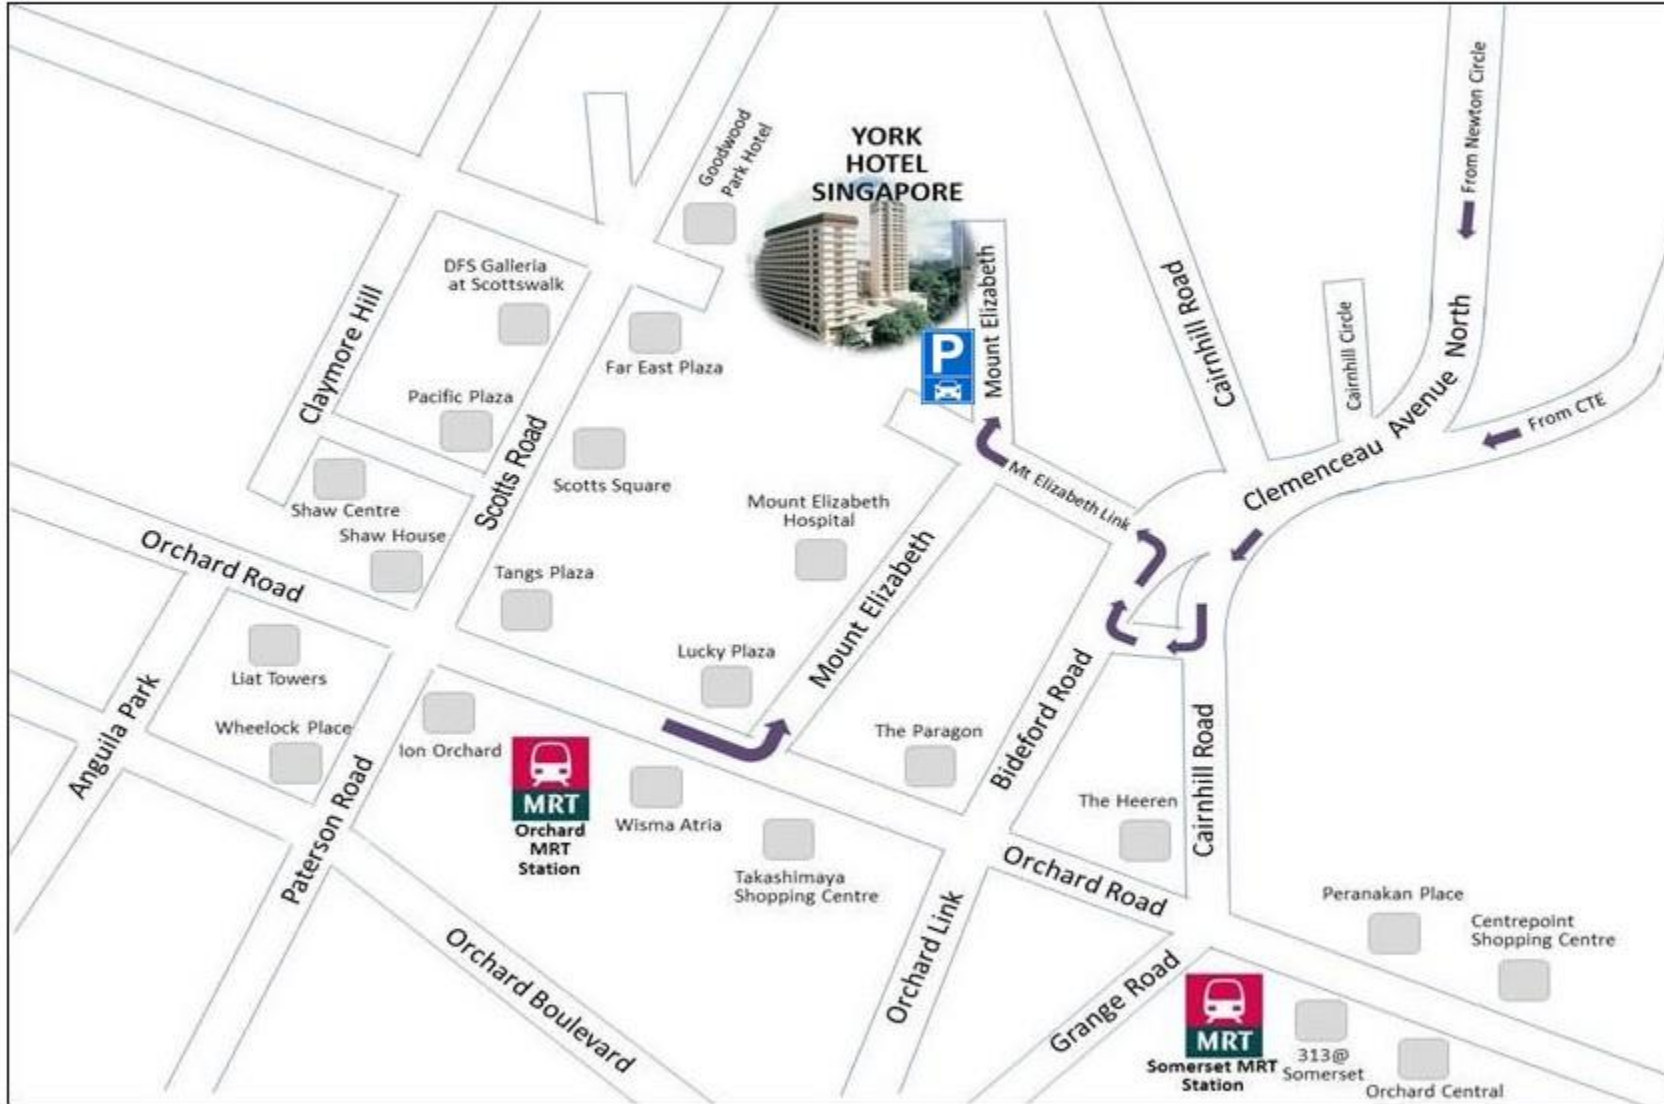 YORK
HOTEL
SINGAPORE
Goodwood
Park Hotel
From Newton Circle
DFS Galleria
at Scottswalk
Claymore Hill
Far East Plaza
P
Mount Elizabeth
Cairnhill Road
Cairnhill Circle
Clemenceau Avenue North
From CTE
Pacific Plaza
Scotts Road
Scotts Square
Mt Elizabeth Link
Shaw Centre
Shaw House
Mount Elizabeth
Hospital
Orchard Road
Tangs Plaza
Mount Elizabeth
Lucky Plaza
Liat Towers
Anguila Park
Wheelock Place
Ion Orchard
Paterson Road
MRT
Orchard
MRT
Station
Wisma Atria
Takashimaya
Shopping Centre
The Paragon
Bideford Road
The Heeren
Cairnhill Road
Orchard Road
Orchard Link
Orchard Boulevard
Grange Road
Peranakan Place
Centrepoint
Shopping Centre
MRT
Somerset MRT
Station
313@
Somerset
Orchard Central